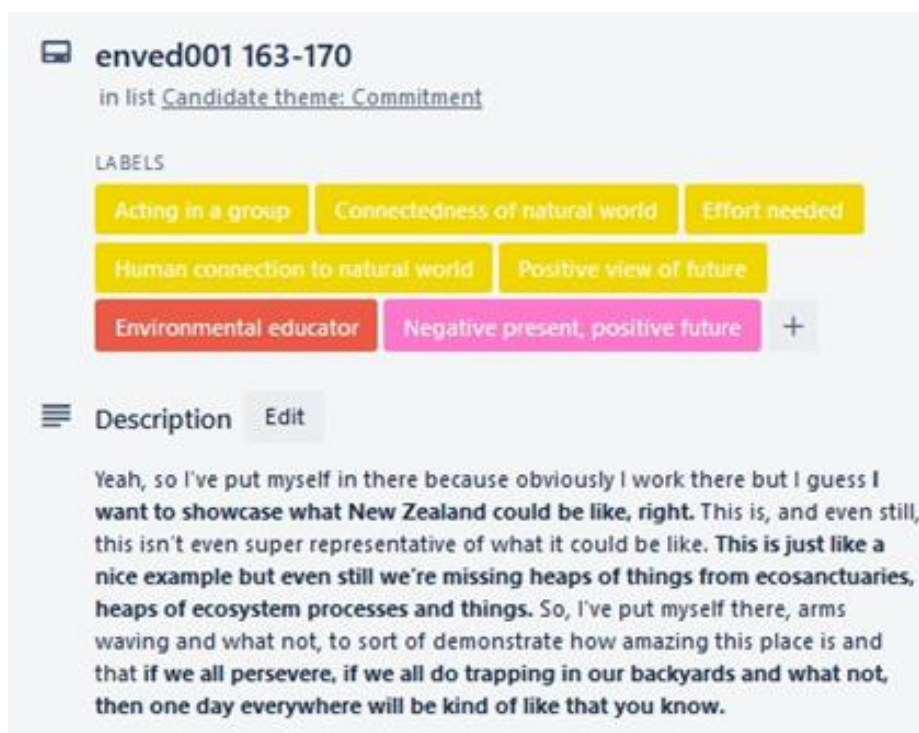 enved001 163-170
in list Candidate theme: Commitment
LABELS
Acting in a group Connectedness of natural world Effort needed
Human connection to natural world Positive view of future
Environmental educator Negative present, positive future +
Description Edit
Yeah, so I've put myself in there because obviously I work there but I guess I
want to showcase what New Zealand could be like, right. This is, and even still,
this isn't even super representative of what it could be like. This is just like a
nice example but even still we're missing heaps of things from ecosanctuaries,
heaps of ecosystem processes and things. So, I've put myself there, arms
waving and what not, to sort of demonstrate how amazing this place is and
that if we all persevere, if we all do trapping in our backyards and what not,
then one day everywhere will be kind of like that you know.